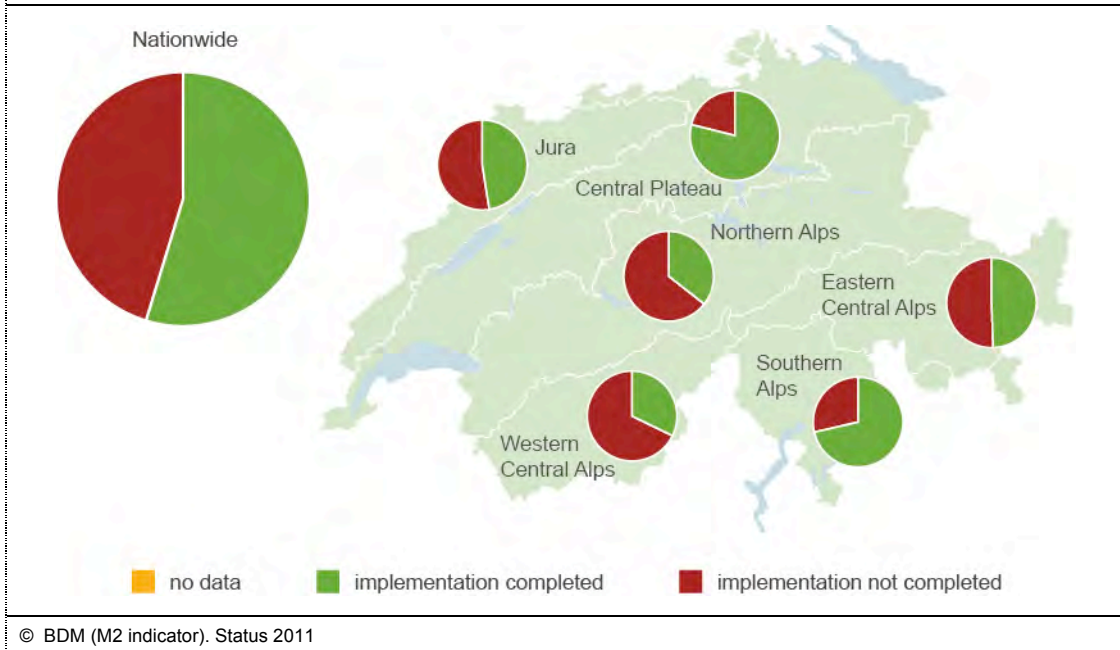 Nationwide
Jura
Central Plateau
Northern Alps
Eastern
Central Alps
Southern
Alps
Western
Central Alps
no data
implementation completed
implementation not completed
© BDM (M2 indicator). Status 2011